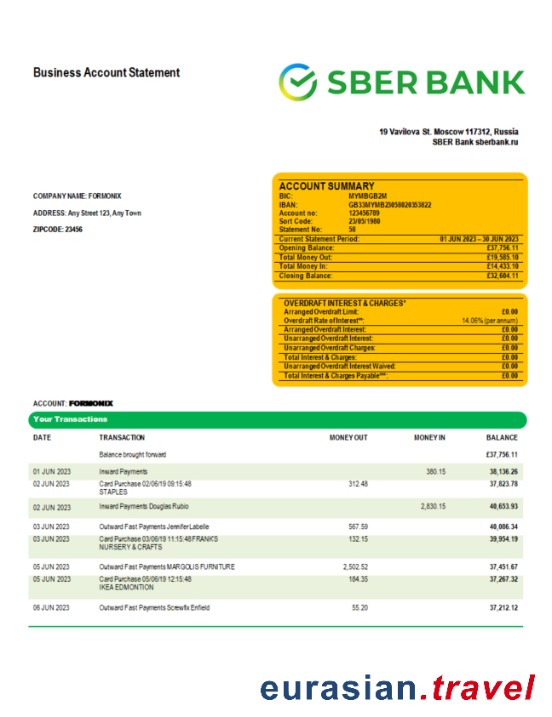 Business Account Statement
SBER BANK
19 Vavilova St. Moscow 117312, Russia
SBER Bank sberbank.ru
COMPANY NAME: FORMONIX
ADDRESS: Any Street 123, Any Town
ZIPCODE: 23456
ACCOUNT SUMMARY
BIC: MYMBGB2M
IBAN: GB33MYMB23058020353822
Account no: 123456789
Sort Code: 23/05/1980
Statement No: 50
Current Statement Period: 01 JUN 2023 – 30 JUN 2023
Opening Balance: £37,756.11
Total Money Out: £19,585.10
Total Money In: £14,433.10
Closing Balance: £32,604.11
OVERDRAFT INTEREST & CHARGES*
Arranged Overdraft Limit: £0.00
Overdraft Rate of Interest**: 14.06% (per annum)
Arranged Overdraft Interest: £0.00
Unarranged Overdraft Interest: £0.00
Unarranged Overdraft Charges: £0.00
Total Interest & Charges: £0.00
Unarranged Overdraft Interest Waived: £0.00
Total Interest & Charges Payable***: £0.00
ACCOUNT: FORMONIX
Your Transactions
DATE TRANSACTION MONEY OUT MONEY IN BALANCE
Balance brought forward £37,756.11
01 JUN 2023 Inward Payments 380.15 38,136.26
02 JUN 2023 Card Purchase 02/06/19 09:15:48 312.48 37,823.78
STAPLES
02 JUN 2023 Inward Payments Douglas Rubio 2,830.15 40,653.93
03 JUN 2023 Outward Fast Payments Jennifer Labelle 567.59 40,086.34
03 JUN 2023 Card Purchase 03/06/19 11:15:48 FRANKS 132.15 39,954.19
NURSERY & CRAFTS
05 JUN 2023 Outward Fast Payments MARGOLIS FURNITURE 2,502.52 37,451.67
05 JUN 2023 Card Purchase 05/06/19 12:15:48 184.35 37,267.32
IKEA EDMONTION
06 JUN 2023 Outward Fast Payments Screwfix Enfield 55.20 37,212.12
eurasian.travel